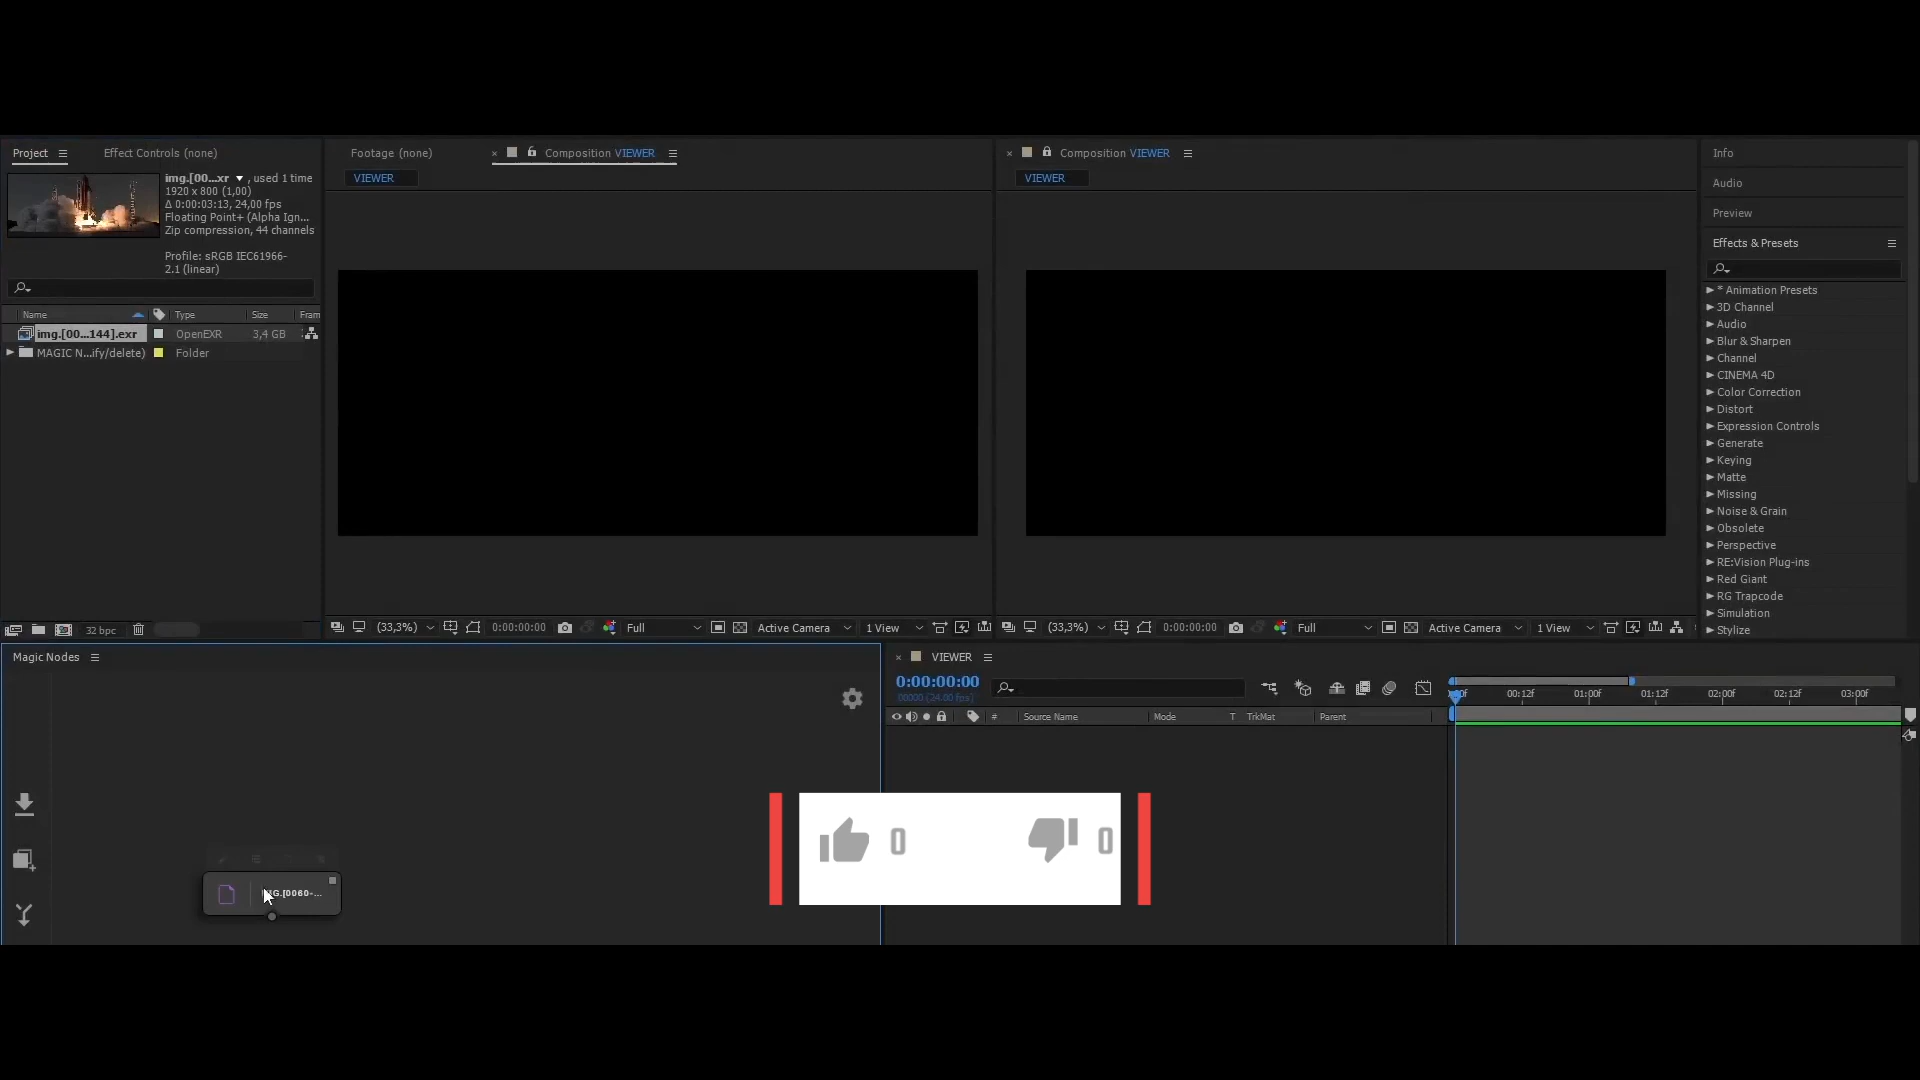 Project
Effect Controls (none)
img.[00...xr ▼ , used 1 time
1920 x 800 (1,00)
Δ 0:00:03:13, 24,00 fps
Floating Point+ (Alpha Ign...
Zip compression, 44 channels
Profile: sRGB IEC61966-
2.1 (linear)
Name Type Size Fram
img.[00...144].exr OpenEXR 3,4 GB
MAGIC N...ify/delete) Folder
32 bpc
Footage (none)
× Composition VIEWER
VIEWER
(33,3%) 0:00:00:00 Full Active Camera 1 View
× Composition VIEWER
VIEWER
(33,3%) 0:00:00:00 Full Active Camera 1 View
Info
Audio
Preview
Effects & Presets
* Animation Presets
3D Channel
Audio
Blur & Sharpen
Channel
CINEMA 4D
Color Correction
Distort
Expression Controls
Generate
Keying
Matte
Missing
Noise & Grain
Obsolete
Perspective
RE:Vision Plug-ins
Red Giant
RG Trapcode
Simulation
Stylize
Magic Nodes
× VIEWER
0:00:00:00
00000 (24.00 fps)
00:12f 01:00f 01:12f 02:00f 02:12f 03:00f
# Source Name Mode T TrkMat Parent
0 0